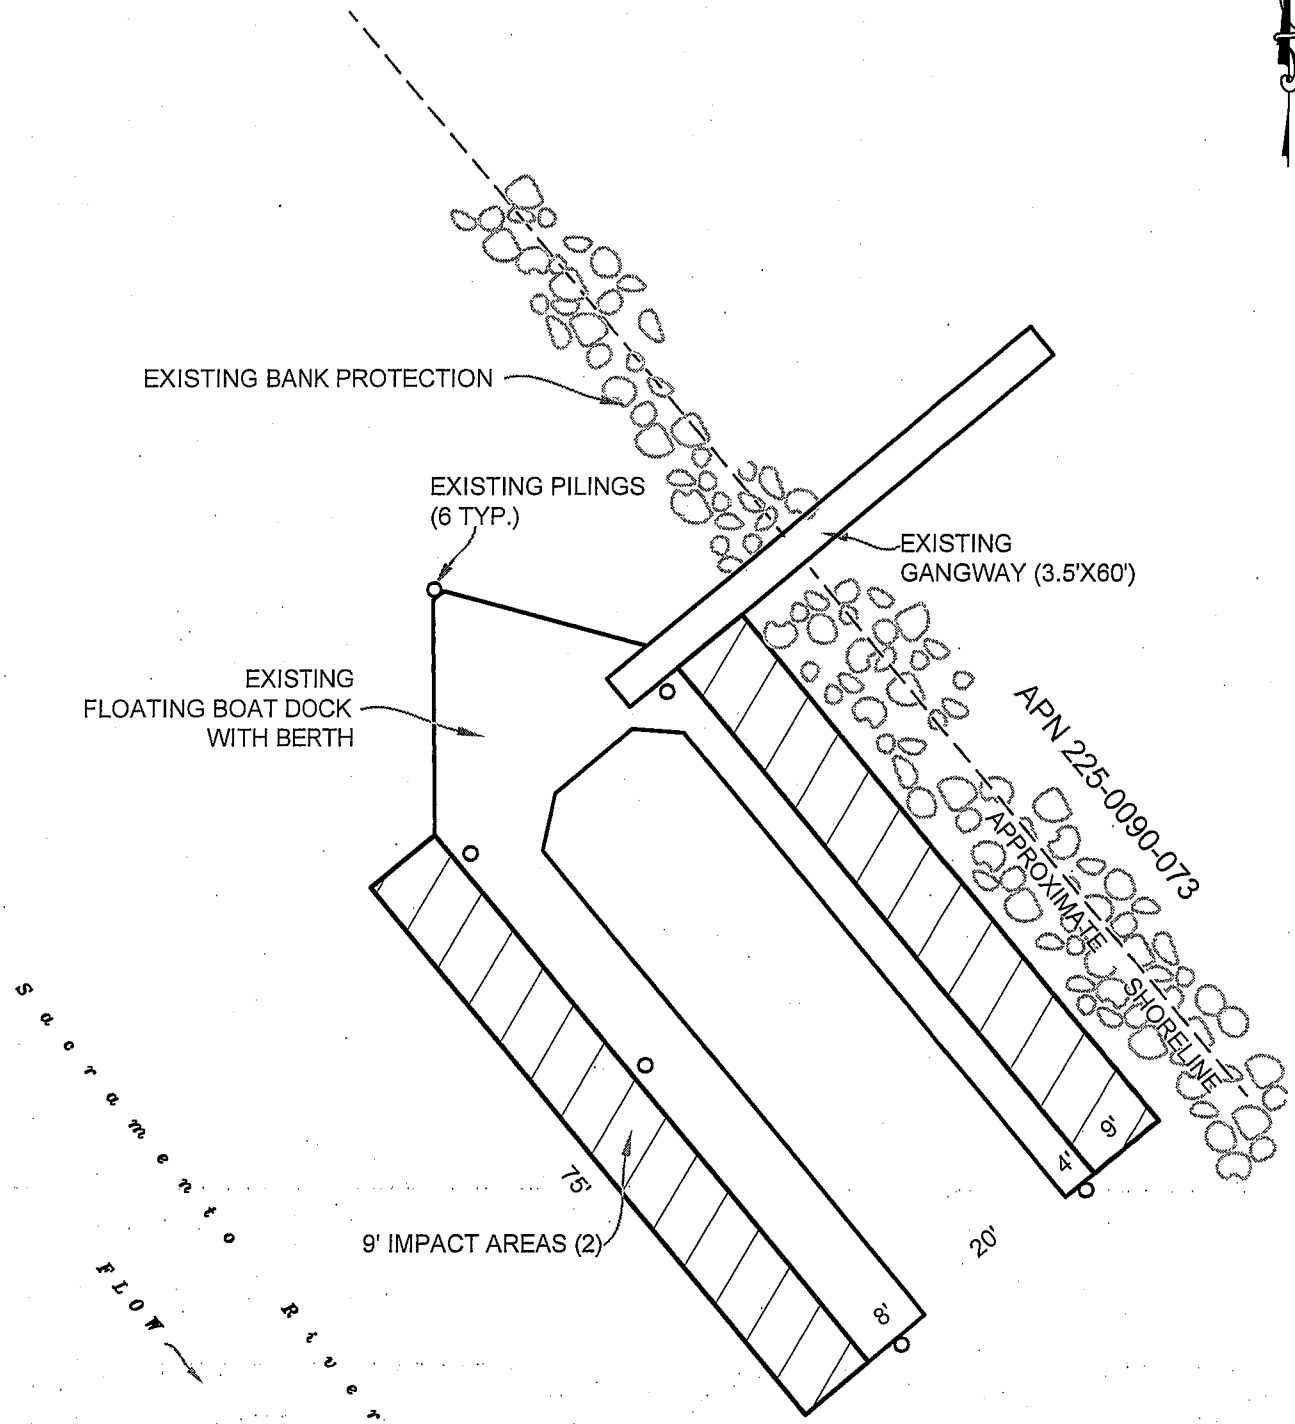 EXISTING BANK PROTECTION
EXISTING PILINGS
(6 TYP.)
EXISTING
GANGWAY (3.5'X60')
EXISTING
FLOATING BOAT DOCK
WITH BERTH
APN 225-0090-073
APPROXIMATE SHORELINE
9'
4'
20'
8'
75'
9' IMPACT AREAS (2)
Sacramento River
FLOW